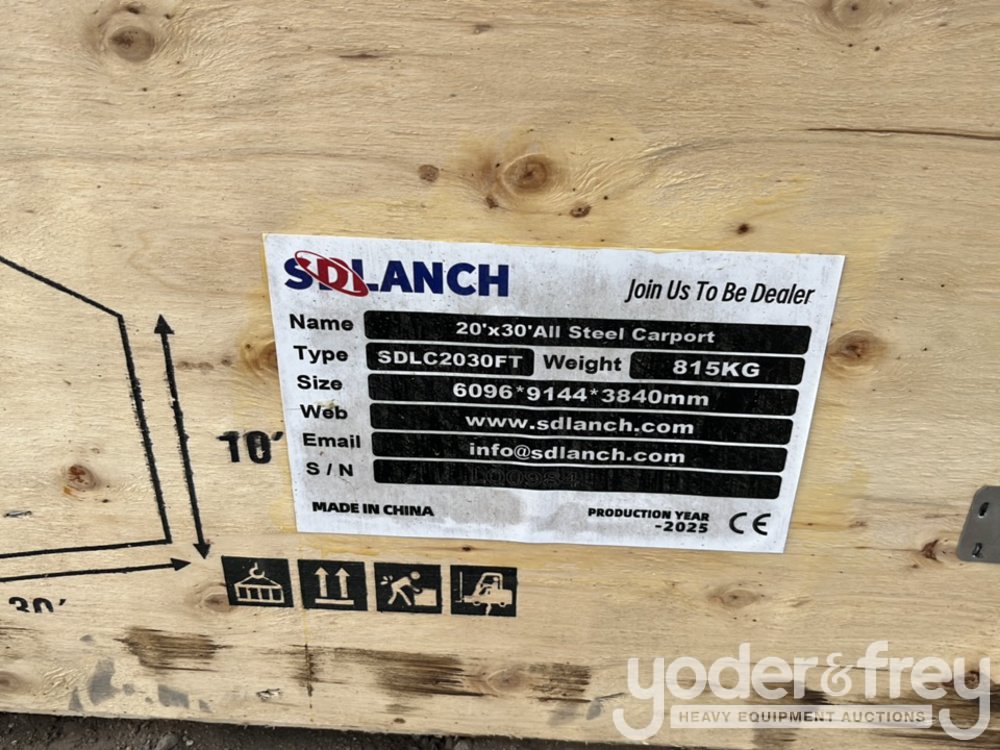 SDLANCH
Join Us To Be Dealer
Name 20'x30'All Steel Carport
Type SDLC2030FT Weight 815KG
Size 6096*9144*3840mm
Web www.sdlanch.com
Email info@sdlanch.com
S / N
MADE IN CHINA
PRODUCTION YEAR
-2025
CE
10'
30'
yoder&frey
HEAVY EQUIPMENT AUCTIONS